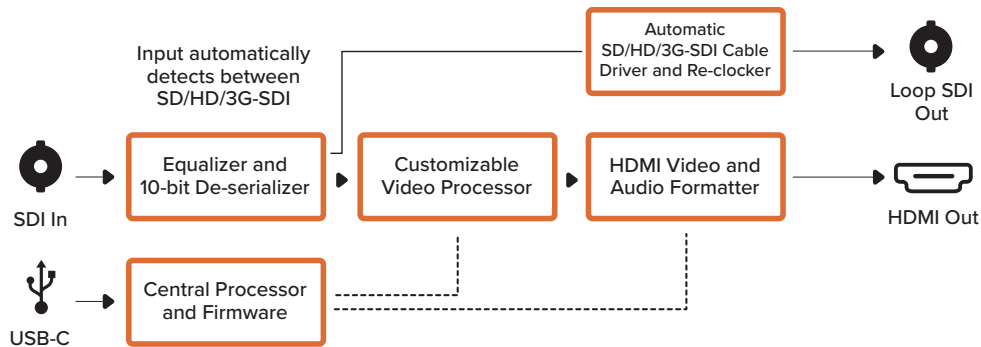 Input automatically
detects between
SD/HD/3G-SDI
Automatic
SD/HD/3G-SDI Cable
Driver and Re-clocker
Loop SDI
Out
SDI In
Equalizer and
10-bit De-serializer
Customizable
Video Processor
HDMI Video and
Audio Formatter
HDMI Out
USB-C
Central Processor
and Firmware